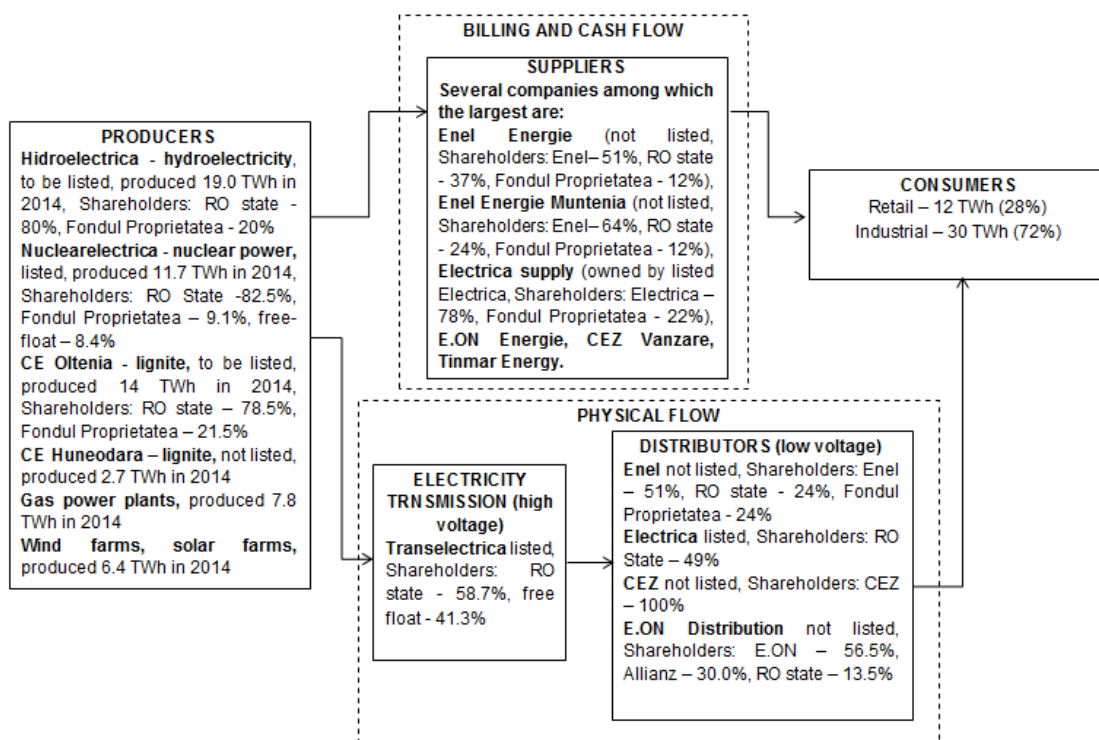 BILLING AND CASH FLOW
SUPPLIERS
Several companies among which
the largest are:
Enel Energie (not listed,
Shareholders: Enel– 51%, RO state
- 37%, Fondul Proprietatea - 12%),
Enel Energie Muntenia (not listed,
Shareholders: Enel– 64%, RO state
- 24%, Fondul Proprietatea - 12%),
Electrica supply (owned by listed
Electrica, Shareholders: Electrica –
78%, Fondul Proprietatea - 22%),
E.ON Energie, CEZ Vanzare,
Tinmar Energy.
PRODUCERS
Hidroelectrica - hydroelectricity,
to be listed, produced 19.0 TWh in
2014, Shareholders: RO state -
80%, Fondul Proprietatea - 20%
Nuclearelectrica - nuclear power,
listed, produced 11.7 TWh in 2014,
Shareholders: RO State -82.5%,
Fondul Proprietatea – 9.1%, free-
float – 8.4%
CE Oltenia - lignite, to be listed,
produced 14 TWh in 2014,
Shareholders: RO state – 78.5%,
Fondul Proprietatea – 21.5%
CE Huneodara – lignite, not listed,
produced 2.7 TWh in 2014
Gas power plants, produced 7.8
TWh in 2014
Wind farms, solar farms,
produced 6.4 TWh in 2014
CONSUMERS
Retail – 12 TWh (28%)
Industrial – 30 TWh (72%)
PHYSICAL FLOW
ELECTRICITY
TRNSMISSION (high
voltage)
Transelectrica listed,
Shareholders: RO
state - 58.7%, free
float - 41.3%
DISTRIBUTORS (low voltage)
Enel not listed, Shareholders: Enel
– 51%, RO state - 24%, Fondul
Proprietatea - 24%
Electrica listed, Shareholders: RO
State – 49%
CEZ not listed, Shareholders: CEZ
– 100%
E.ON Distribution not listed,
Shareholders: E.ON – 56.5%,
Allianz – 30.0%, RO state – 13.5%